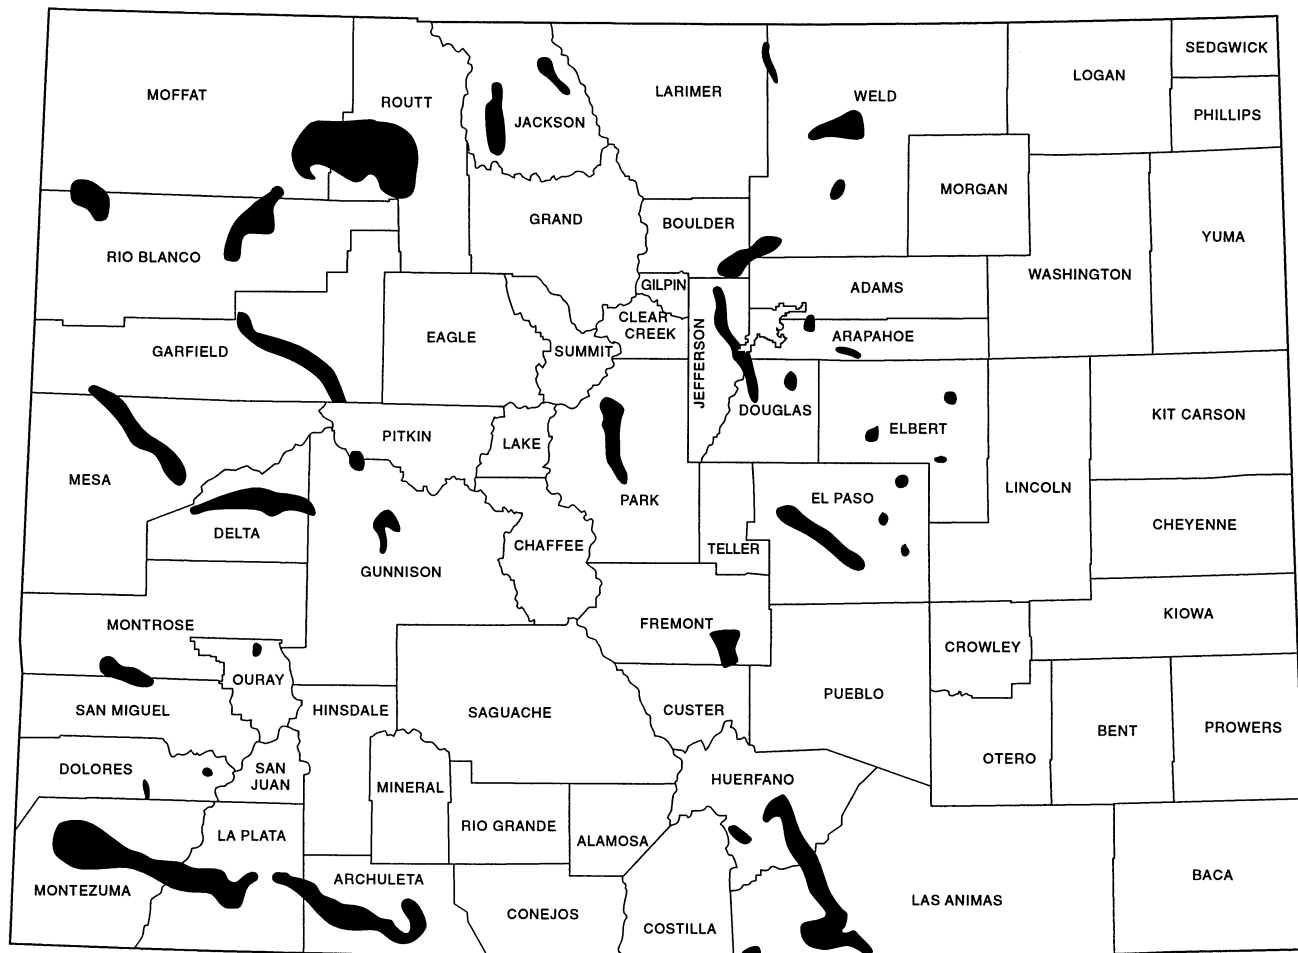 SEDGWICK
LOGAN
MOFFAT
ROUTT
LARIMER
WELD
PHILLIPS
JACKSON
MORGAN
GRAND
BOULDER
YUMA
RIO BLANCO
WASHINGTON
GILPIN
ADAMS
CLEAR
CREEK
EAGLE
ARAPAHOE
GARFIELD
SUMMIT
JEFFERSON
DOUGLAS
KIT CARSON
ELBERT
PITKIN
LAKE
MESA
LINCOLN
PARK
EL PASO
CHEYENNE
DELTA
CHAFFEE
TELLER
GUNNISON
KIOWA
MONTROSE
FREMONT
CROWLEY
OURAY
PUEBLO
SAN MIGUEL
HINSDALE
SAGUACHE
CUSTER
BENT
PROWERS
OTERO
DOLORES
SAN
JUAN
HUERFANO
MINERAL
RIO GRANDE
LA PLATA
ALAMOSA
ARCHULETA
BACA
MONTEZUMA
LAS ANIMAS
CONEJOS
COSTILLA